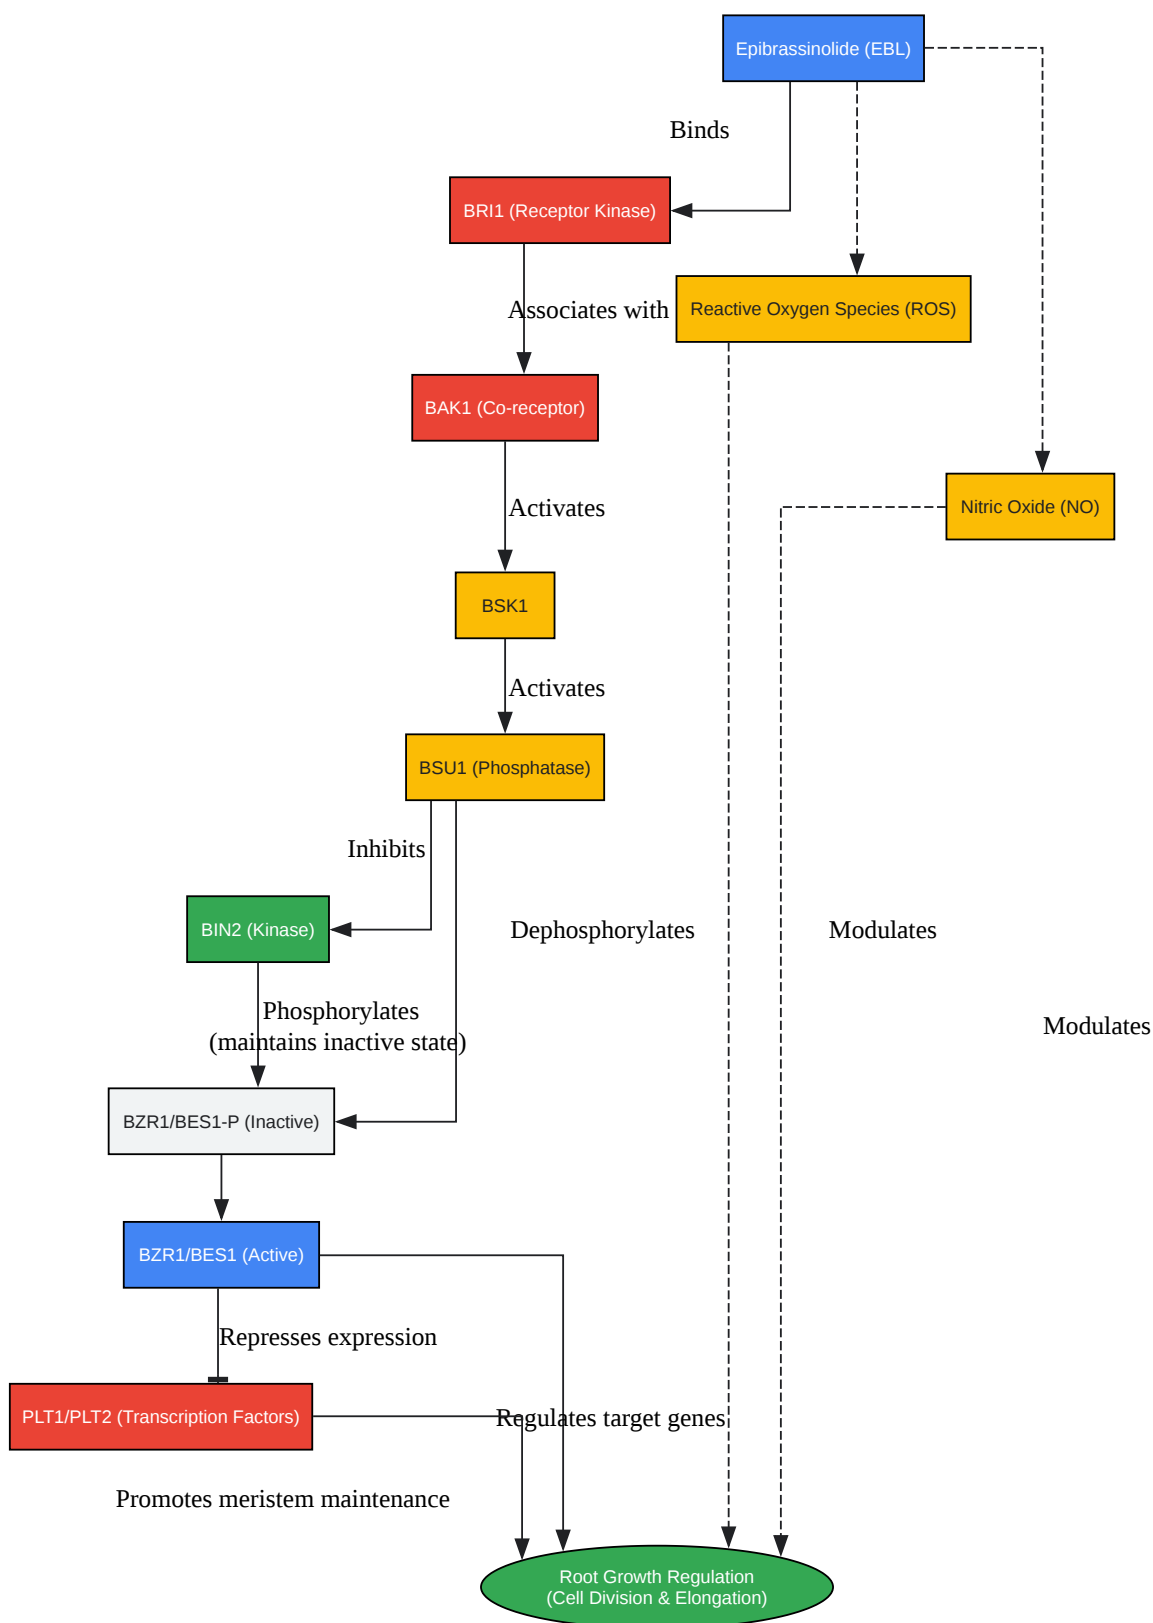 Epibrassinolide (EBL)
Binds
BRI1 (Receptor Kinase)
Associates with
Reactive Oxygen Species (ROS)
BAK1 (Co-receptor)
Activates
Nitric Oxide (NO)
BSK1
Activates
BSU1 (Phosphatase)
Inhibits
BIN2 (Kinase)
Dephosphorylates
Modulates
Phosphorylates
(maintains inactive state)
Modulates
BZR1/BES1-P (Inactive)
BZR1/BES1 (Active)
Represses expression
PLT1/PLT2 (Transcription Factors)
Regulates target genes
Promotes meristem maintenance
Root Growth Regulation
(Cell Division & Elongation)